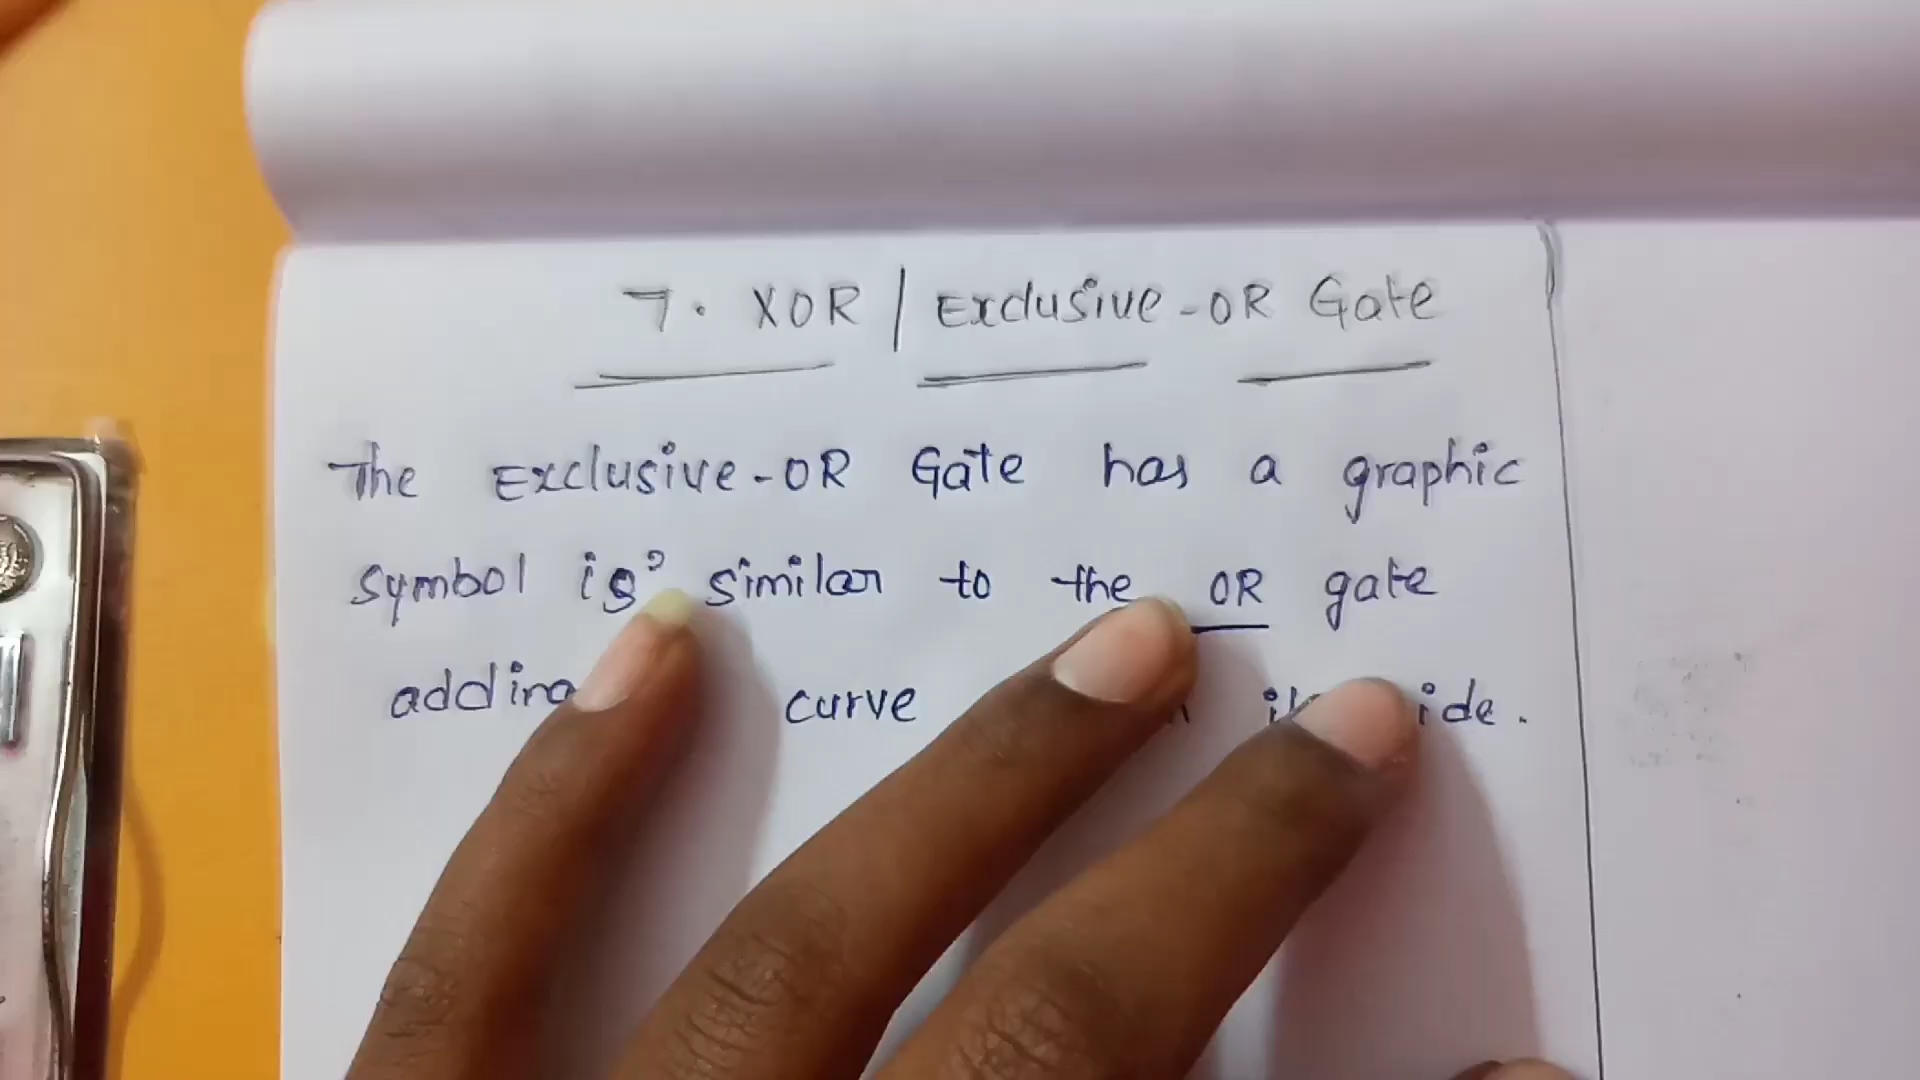 7. XOR / Exclusive-OR Gate
The Exclusive-OR Gate has a graphic
symbol is similar to the OR gate
curve